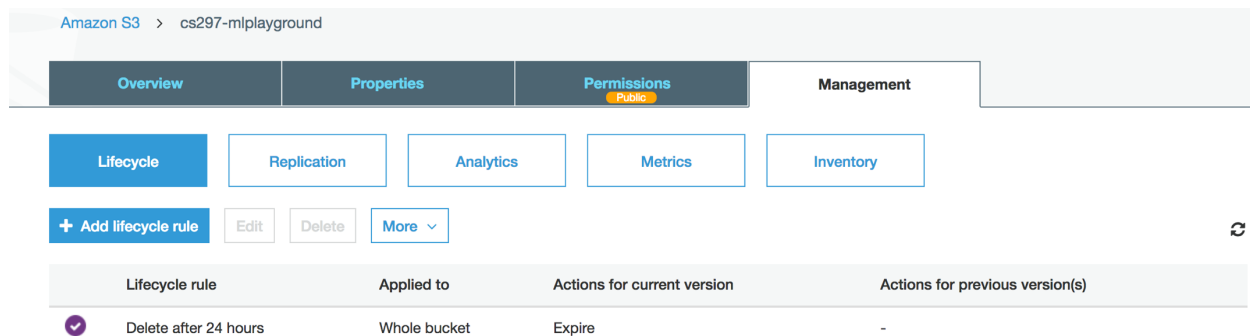 Amazon S3 > cs297-mlplayground
Overview Properties Permissions Management
Public
Lifecycle Replication Analytics Metrics Inventory
+ Add lifecycle rule Edit Delete More
Lifecycle rule Applied to Actions for current version Actions for previous version(s)
Delete after 24 hours Whole bucket Expire -